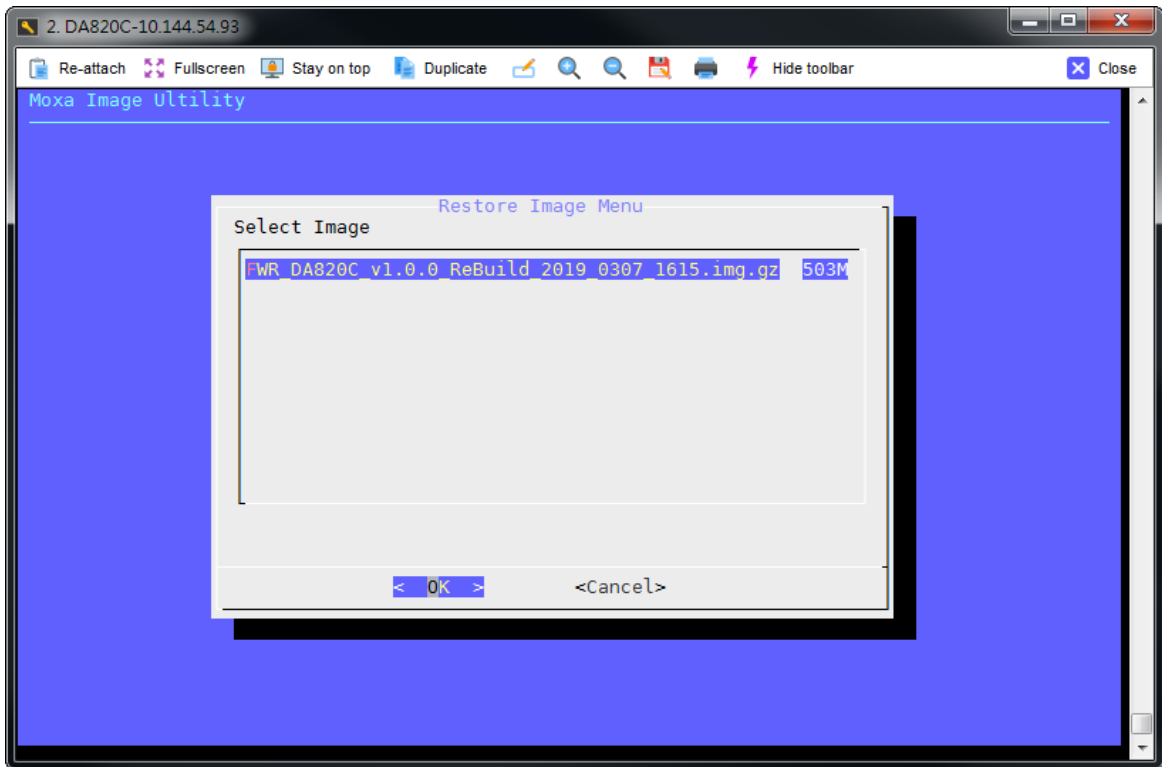 2. DA820C-10.144.54.93
Re-attach Fullscreen Stay on top Duplicate Hide toolbar Close
Moxa Image Ultility
Restore Image Menu
Select Image
FWR_DA820C_v1.0.0_ReBuild_2019_0307_1615.img.gz 503M
< OK > <Cancel>